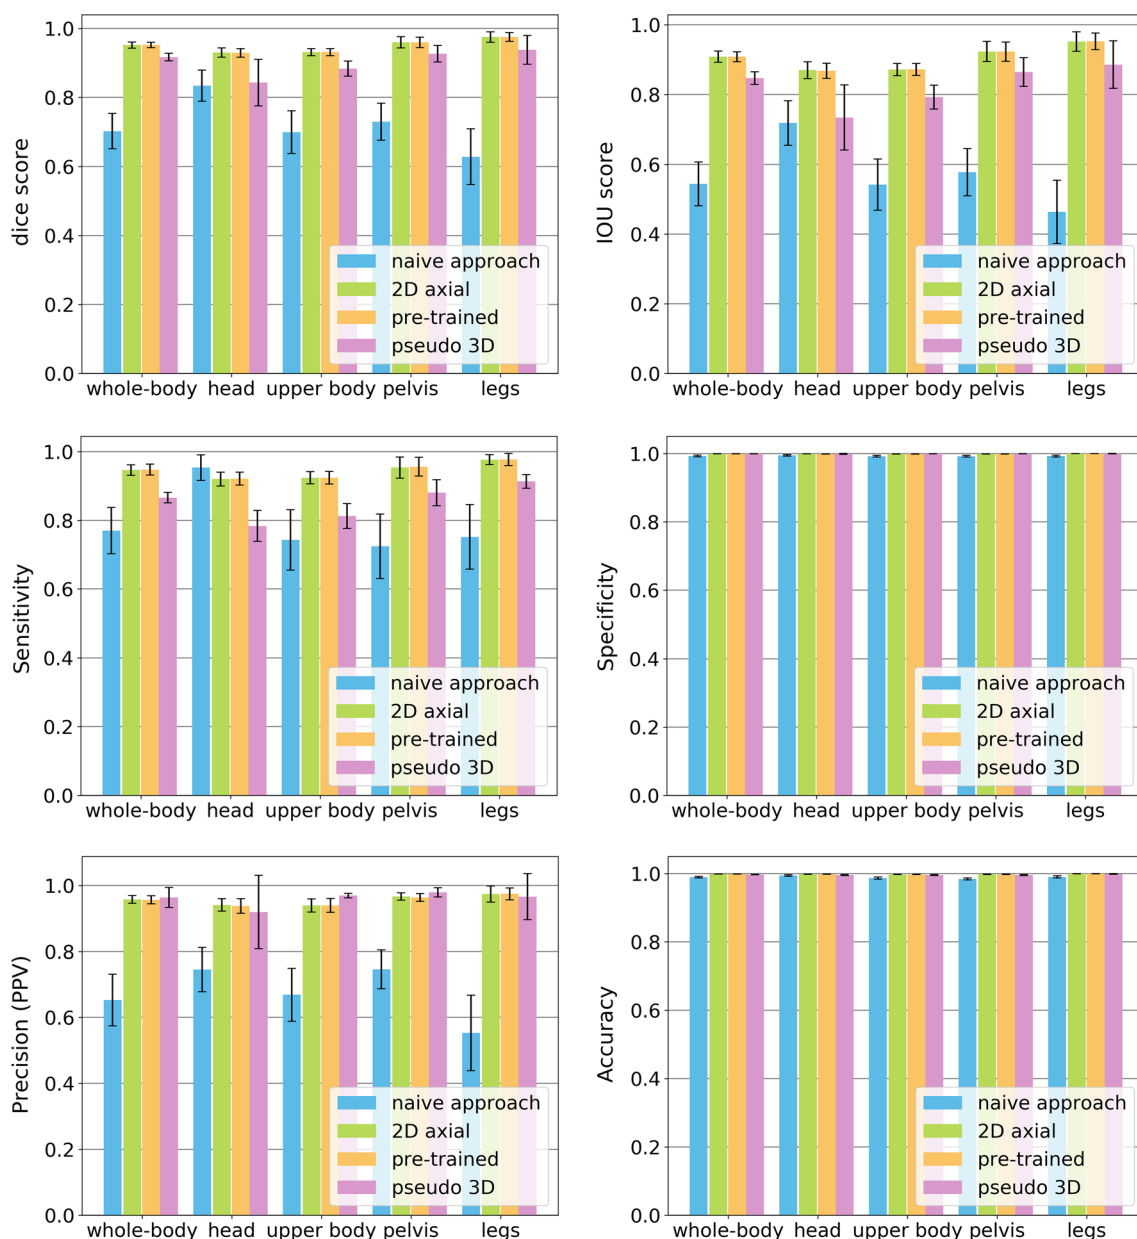 dice score
1.0
0.8
0.6
0.4
0.2
0.0
naive approach
2D axial
pre-trained
pseudo 3D
whole-body head upper body pelvis legs
IOU score
1.0
0.8
0.6
0.4
0.2
0.0
naive approach
2D axial
pre-trained
pseudo 3D
whole-body head upper body pelvis legs
Sensitivity
1.0
0.8
0.6
0.4
0.2
0.0
naive approach
2D axial
pre-trained
pseudo 3D
whole-body head upper body pelvis legs
Specificity
1.0
0.8
0.6
0.4
0.2
0.0
naive approach
2D axial
pre-trained
pseudo 3D
whole-body head upper body pelvis legs
Precision (PPV)
1.0
0.8
0.6
0.4
0.2
0.0
naive approach
2D axial
pre-trained
pseudo 3D
whole-body head upper body pelvis legs
Accuracy
1.0
0.8
0.6
0.4
0.2
0.0
naive approach
2D axial
pre-trained
pseudo 3D
whole-body head upper body pelvis legs